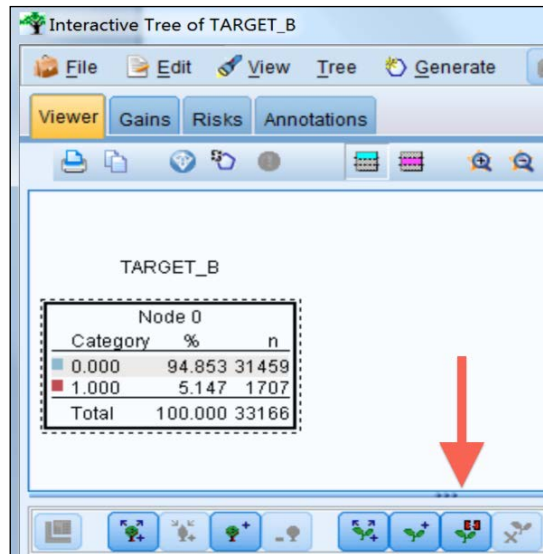 Interactive Tree of TARGET_B
File Edit View Tree Generate
Viewer Gains Risks Annotations
TARGET_B
Node 0
Category % n
0.000 94.853 31459
1.000 5.147 1707
Total 100.000 33166